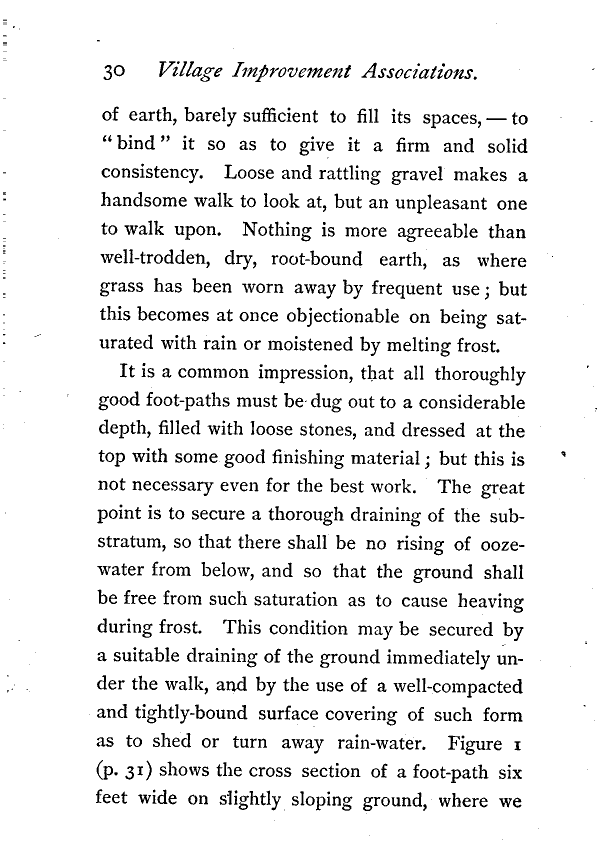 30 Village Improvement Associations.
of earth, barely sufficient to fill its spaces, — to
“bind” it so as to give it a firm and solid
consistency. Loose and rattling gravel makes a
handsome walk to look at, but an unpleasant one
to walk upon. Nothing is more agreeable than
well-trodden, dry, root-bound earth, as where
grass has been worn away by frequent use; but
this becomes at once objectionable on being sat-
urated with rain or moistened by melting frost.
It is a common impression, that all thoroughly
good foot-paths must be dug out to a considerable
depth, filled with loose stones, and dressed at the
top with some good finishing material; but this is
not necessary even for the best work. The great
point is to secure a thorough draining of the sub-
stratum, so that there shall be no rising of ooze-
water from below, and so that the ground shall
be free from such saturation as to cause heaving
during frost. This condition may be secured by
a suitable draining of the ground immediately un-
der the walk, and by the use of a well-compacted
and tightly-bound surface covering of such form
as to shed or turn away rain-water. Figure 1
(p. 31) shows the cross section of a foot-path six
feet wide on slightly sloping ground, where we